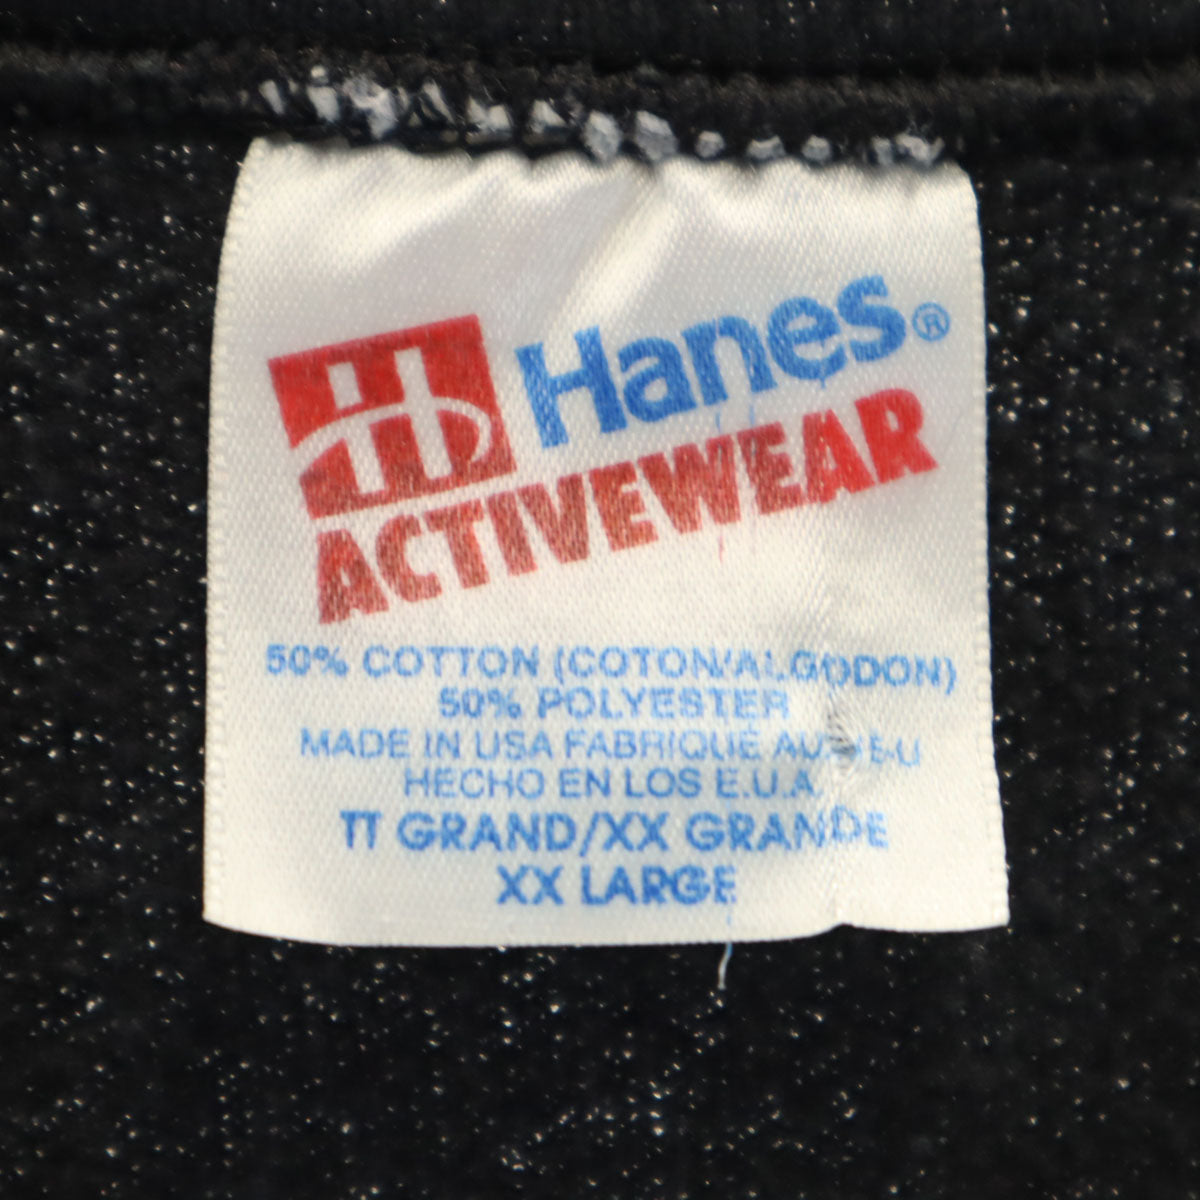 Hanes®
ACTIVEWEAR
50% COTTON (COTON/ALGODON)
50% POLYESTER
MADE IN USA FABRIQUÉ AUX É-U
HECHO EN LOS E.U.A.
TT GRAND/XX GRANDE
XX LARGE